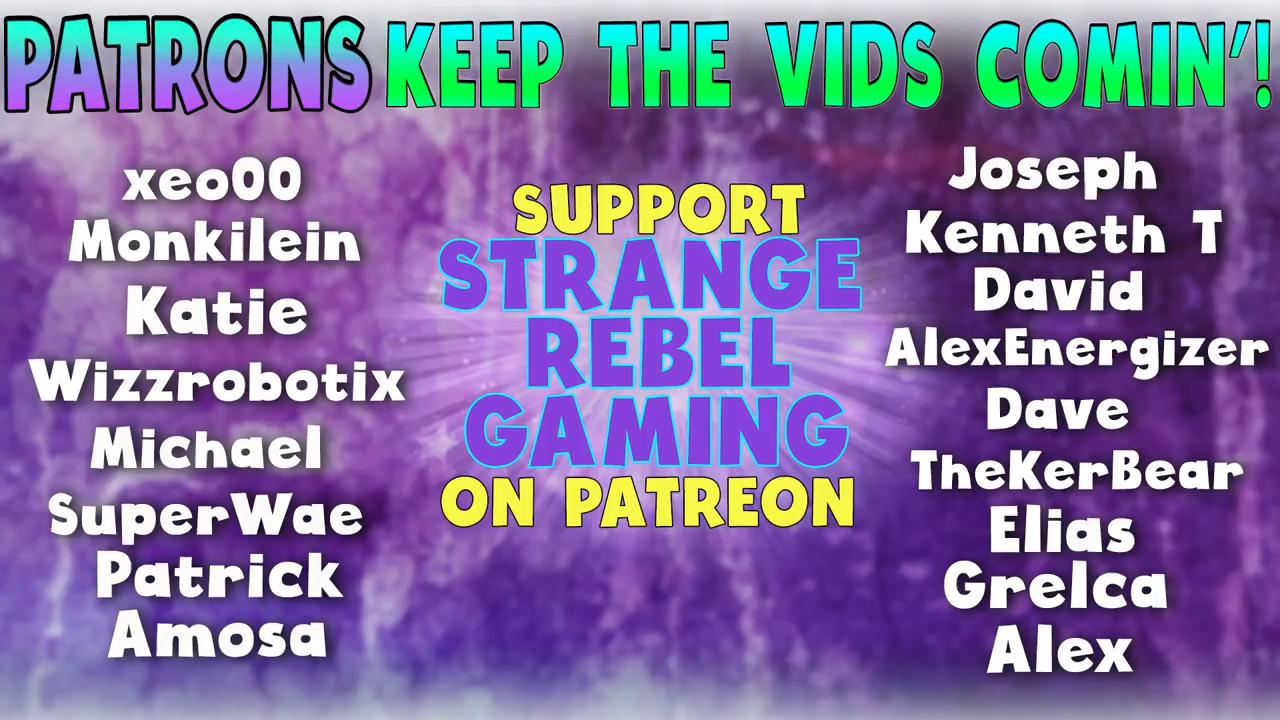 PATRONS KEEP THE VIDS COMIN'!
xeo00
Monkilein
Katie
Wizzrobotix
Michael
SuperWae
Patrick
Amosa
SUPPORT
STRANGE
REBEL
GAMING
ON PATREON
Joseph
Kenneth T
David
AlexEnergizer
Dave
TheKerBear
Elias
Grelca
Alex